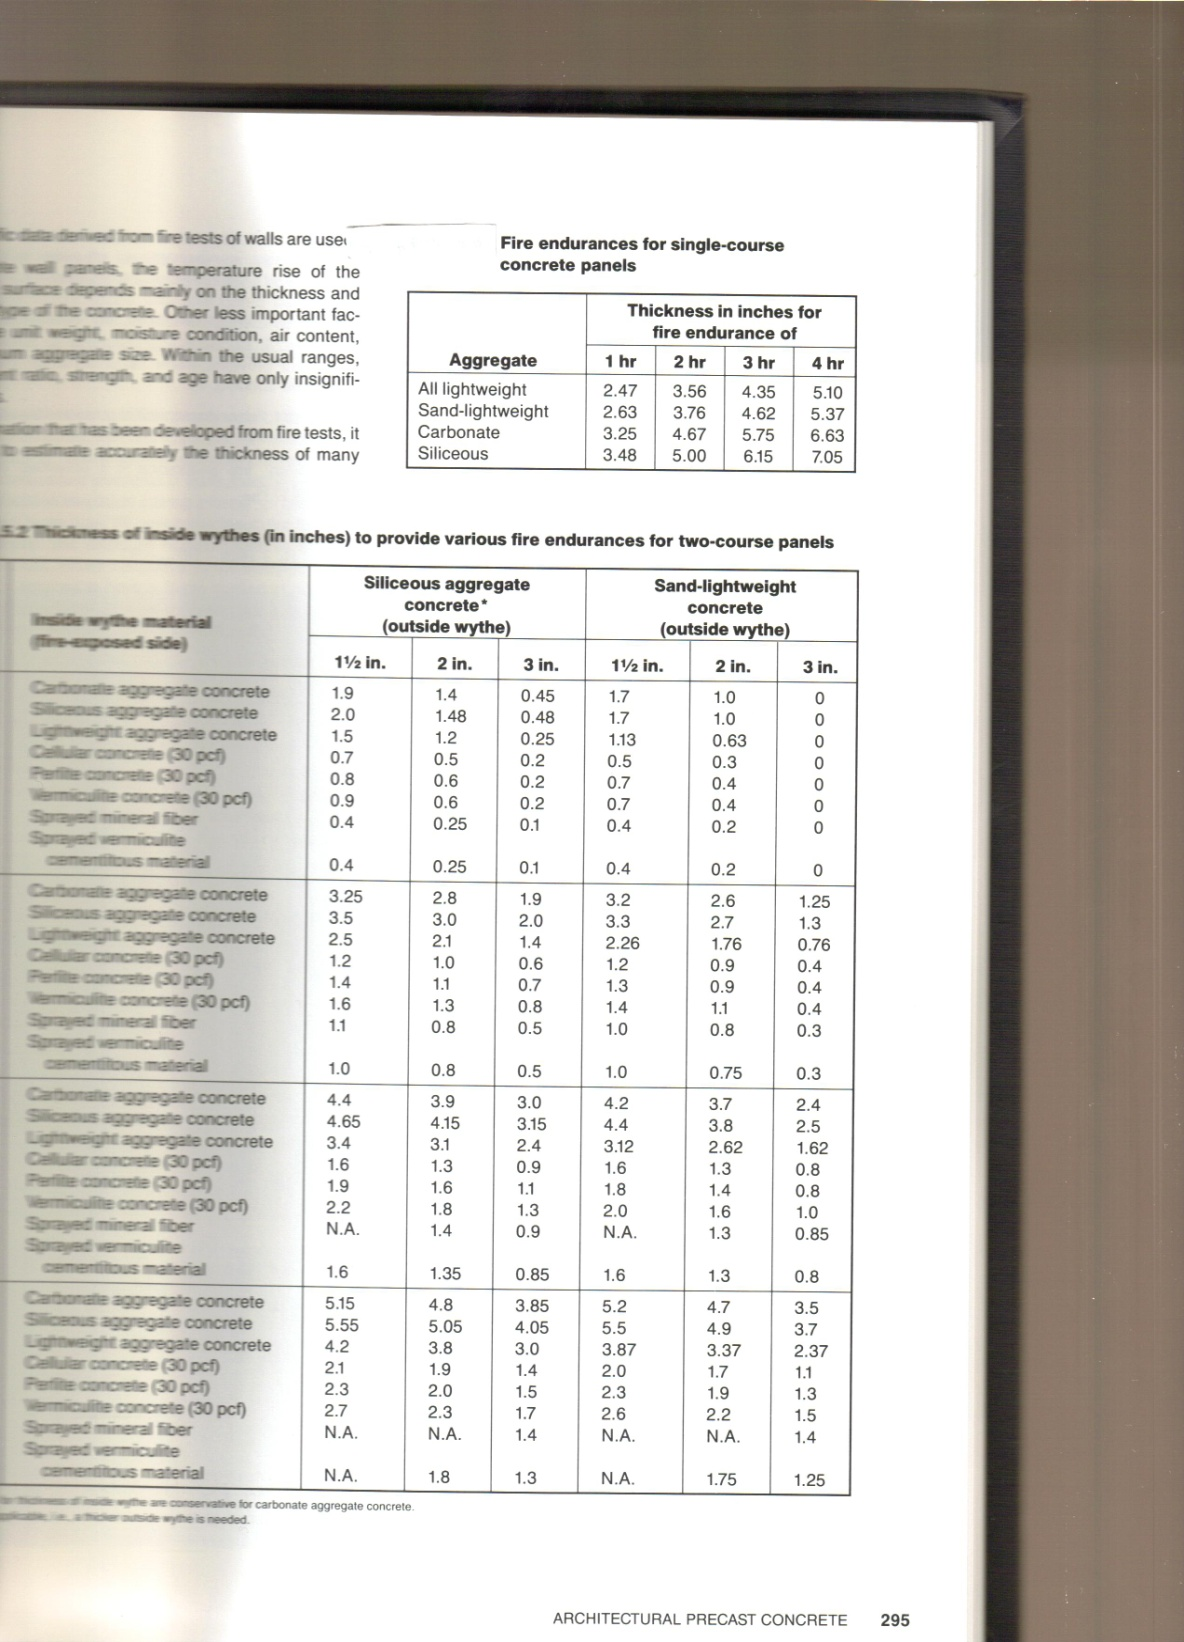 fire tests of walls are used
wall panels, the temperature rise of the
surface depends mainly on the thickness and
type of the concrete. Other less important fac-
unit weight, moisture condition, air content,
aggregate size. Within the usual ranges,
ratio, strength, and age have only insignifi-
that has been developed from fire tests, it
to estimate accurately the thickness of many
Fire endurances for single-course
concrete panels
Thickness in inches for
fire endurance of
Aggregate 1 hr 2 hr 3 hr 4 hr
All lightweight 2.47 3.56 4.35 5.10
Sand-lightweight 2.63 3.76 4.62 5.37
Carbonate 3.25 4.67 5.75 6.63
Siliceous 3.48 5.00 6.15 7.05
5.2 Thickness of inside wythes (in inches) to provide various fire endurances for two-course panels
Inside wythe material
(fire-exposed side)
Siliceous aggregate
concrete*
(outside wythe)
Sand-lightweight
concrete
(outside wythe)
1½ in. 2 in. 3 in. 1½ in. 2 in. 3 in.
Carbonate aggregate concrete 1.9 1.4 0.45 1.7 1.0 0
Siliceous aggregate concrete 2.0 1.48 0.48 1.7 1.0 0
Lightweight aggregate concrete 1.5 1.2 0.25 1.13 0.63 0
Cellular concrete (30 pcf) 0.7 0.5 0.2 0.5 0.3 0
Perlite concrete (30 pcf) 0.8 0.6 0.2 0.7 0.4 0
Vermiculite concrete (30 pcf) 0.9 0.6 0.2 0.7 0.4 0
Sprayed mineral fiber 0.4 0.25 0.1 0.4 0.2 0
Sprayed vermiculite
cementitous material 0.4 0.25 0.1 0.4 0.2 0
Carbonate aggregate concrete 3.25 2.8 1.9 3.2 2.6 1.25
Siliceous aggregate concrete 3.5 3.0 2.0 3.3 2.7 1.3
Lightweight aggregate concrete 2.5 2.1 1.4 2.26 1.76 0.76
Cellular concrete (30 pcf) 1.2 1.0 0.6 1.2 0.9 0.4
Perlite concrete (30 pcf) 1.4 1.1 0.7 1.3 0.9 0.4
Vermiculite concrete (30 pcf) 1.6 1.3 0.8 1.4 1.1 0.4
Sprayed mineral fiber 1.1 0.8 0.5 1.0 0.8 0.3
Sprayed vermiculite
cementitous material 1.0 0.8 0.5 1.0 0.75 0.3
Carbonate aggregate concrete 4.4 3.9 3.0 4.2 3.7 2.4
Siliceous aggregate concrete 4.65 4.15 3.15 4.4 3.8 2.5
Lightweight aggregate concrete 3.4 3.1 2.4 3.12 2.62 1.62
Cellular concrete (30 pcf) 1.6 1.3 0.9 1.6 1.3 0.8
Perlite concrete (30 pcf) 1.9 1.6 1.1 1.8 1.4 0.8
Vermiculite concrete (30 pcf) 2.2 1.8 1.3 2.0 1.6 1.0
Sprayed mineral fiber N.A. 1.4 0.9 N.A. 1.3 0.85
Sprayed vermiculite
cementitous material 1.6 1.35 0.85 1.6 1.3 0.8
Carbonate aggregate concrete 5.15 4.8 3.85 5.2 4.7 3.5
Siliceous aggregate concrete 5.55 5.05 4.05 5.5 4.9 3.7
Lightweight aggregate concrete 4.2 3.8 3.0 3.87 3.37 2.37
Cellular concrete (30 pcf) 2.1 1.9 1.4 2.0 1.7 1.1
Perlite concrete (30 pcf) 2.3 2.0 1.5 2.3 1.9 1.3
Vermiculite concrete (30 pcf) 2.7 2.3 1.7 2.6 2.2 1.5
Sprayed mineral fiber N.A. N.A. 1.4 N.A. N.A. 1.4
Sprayed vermiculite
cementitous material N.A. 1.8 1.3 N.A. 1.75 1.25
of inside wythe are conservative for carbonate aggregate concrete.
a thicker outside wythe is needed.
ARCHITECTURAL PRECAST CONCRETE 295